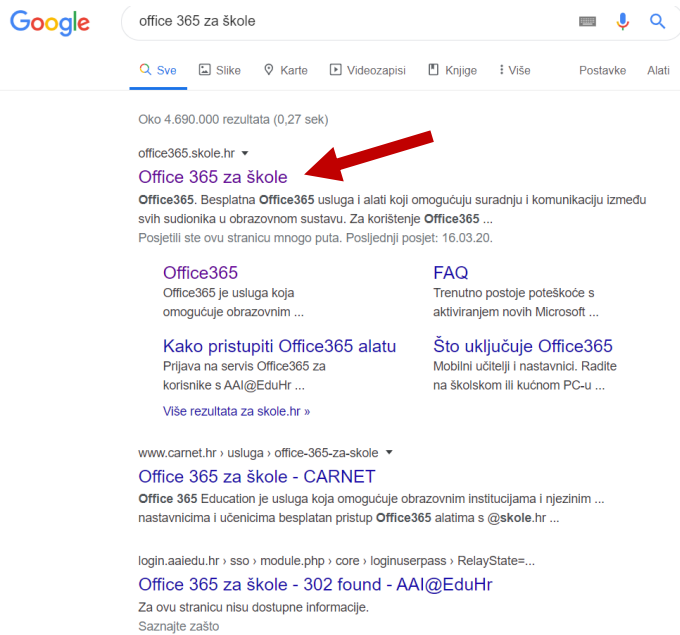 Google
office 365 za škole
Sve Slike Karte Videozapisi Knjige Više Postavke Alati
Oko 4.690.000 rezultata (0,27 sek)
office365.skole.hr
Office 365 za škole
Office365. Besplatna Office365 usluga i alati koji omogućuju suradnju i komunikaciju između
svih sudionika u obrazovnom sustavu. Za korištenje Office365 ...
Posjetili ste ovu stranicu mnogo puta. Posljednji posjet: 16.03.20.
Office365
Office365 je usluga koja
omogućuje obrazovnim ...
FAQ
Trenutno postoje poteškoće s
aktiviranjem novih Microsoft ...
Kako pristupiti Office365 alatu
Prijava na servis Office365 za
korisnike s AAI@EduHr ...
Što uključuje Office365
Mobilni učitelji i nastavnici. Radite
na školskom ili kućnom PC-u ...
Više rezultata za skole.hr »
www.carnet.hr › usluga › office-365-za-skole
Office 365 za škole - CARNET
Office 365 Education je usluga koja omogućuje obrazovnim institucijama i njezinim ...
nastavnicima i učenicima besplatan pristup Office365 alatima s @skole.hr ...
login.aaiedu.hr › sso › module.php › core › loginuserpass › RelayState=...
Office 365 za škole - 302 found - AAI@EduHr
Za ovu stranicu nisu dostupne informacije.
Saznajte zašto